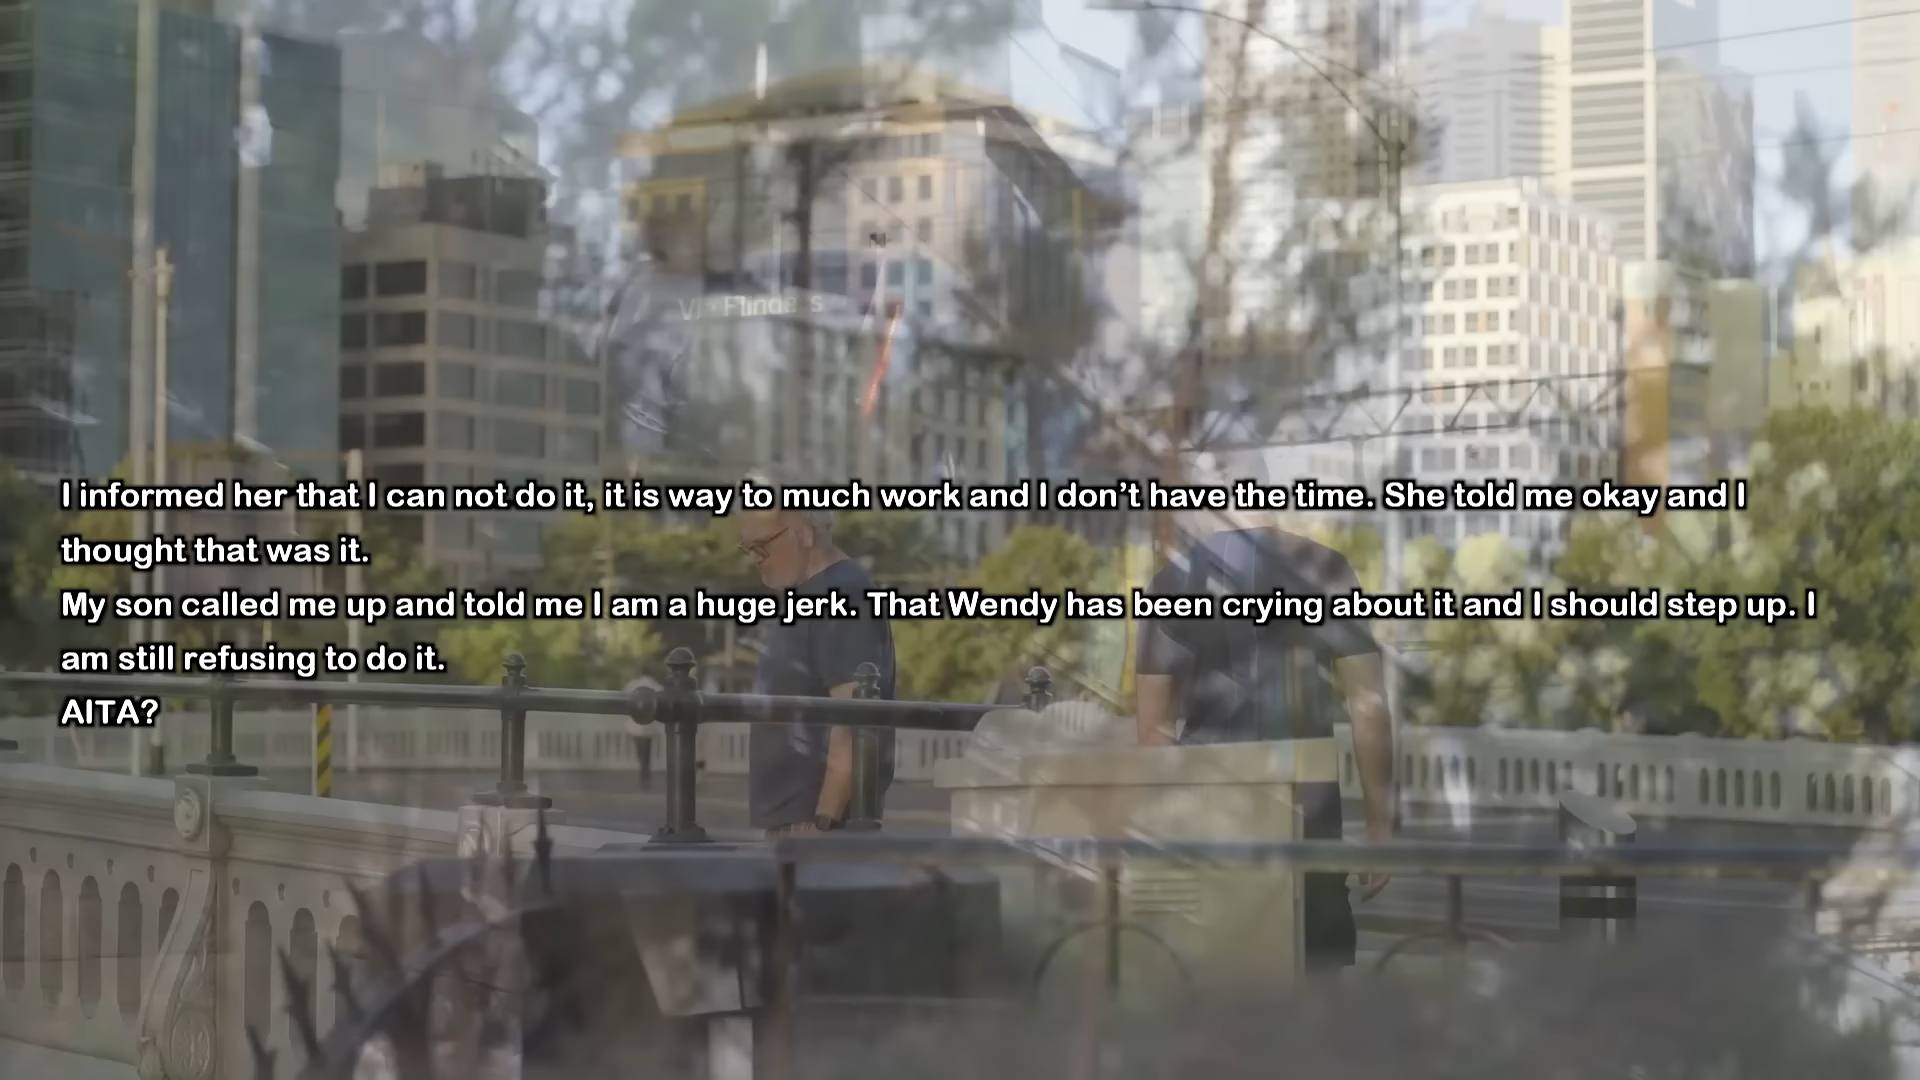 Via Flinders
I informed her that I can not do it, it is way to much work and I don’t have the time. She told me okay and I
thought that was it.
My son called me up and told me I am a huge jerk. That Wendy has been crying about it and I should step up. I
am still refusing to do it.
AITA?